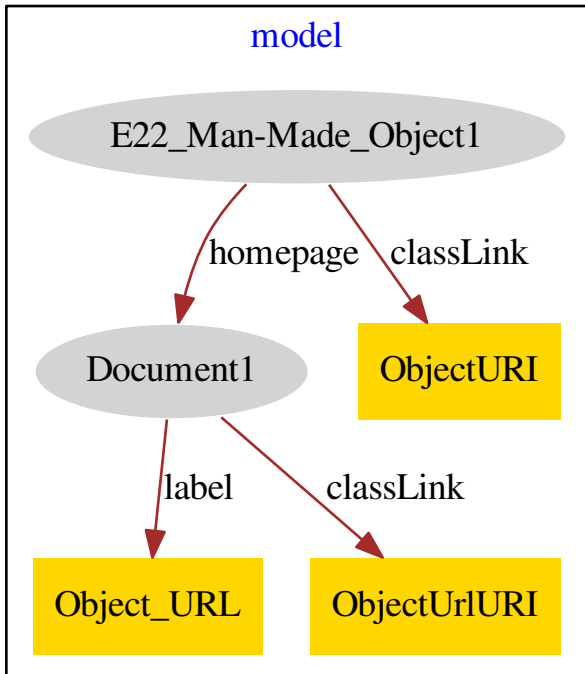 model
E22_Man-Made_Object1
homepage
classLink
Document1
ObjectURI
label
classLink
Object_URL
ObjectUrlURI